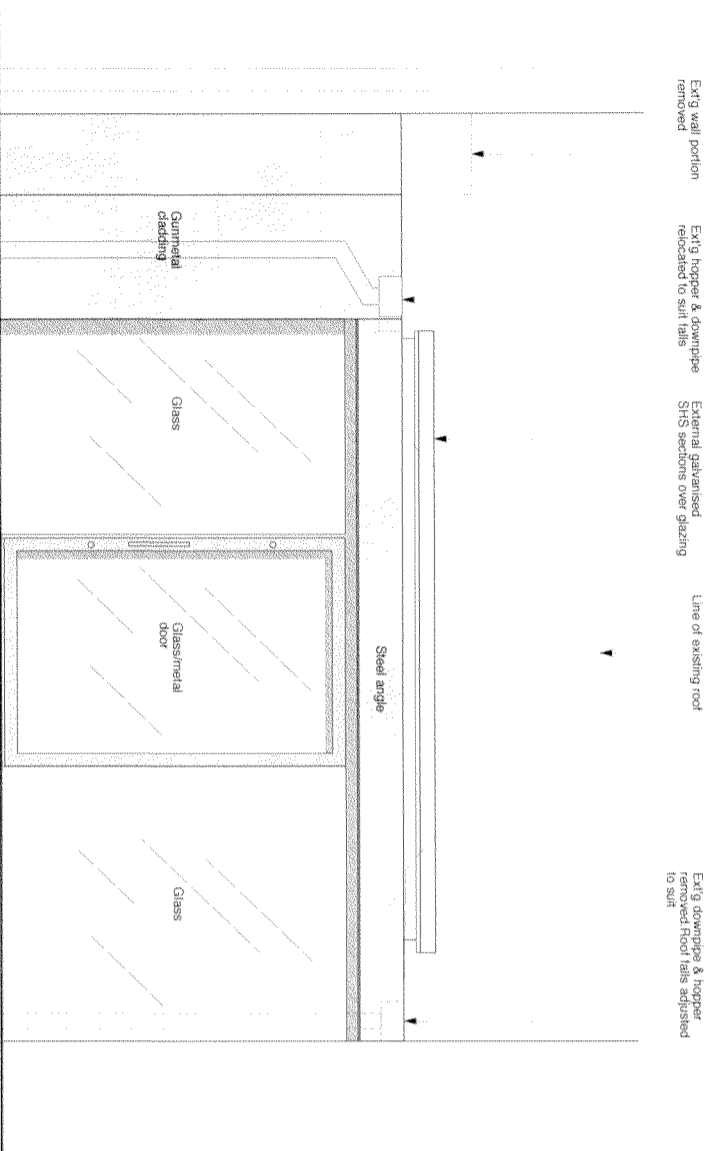 Ext'g wall portion
removed
Ext'g hopper & downpipe
relocated to suit falls
External galvanised
SHS sections over glazing
Line of existing roof
Ext'g downpipe & hopper
removed.Roof falls adjusted
to suit
Steel angle
Gunmetal
cladding
Glass
Glass/metal
door
Glass